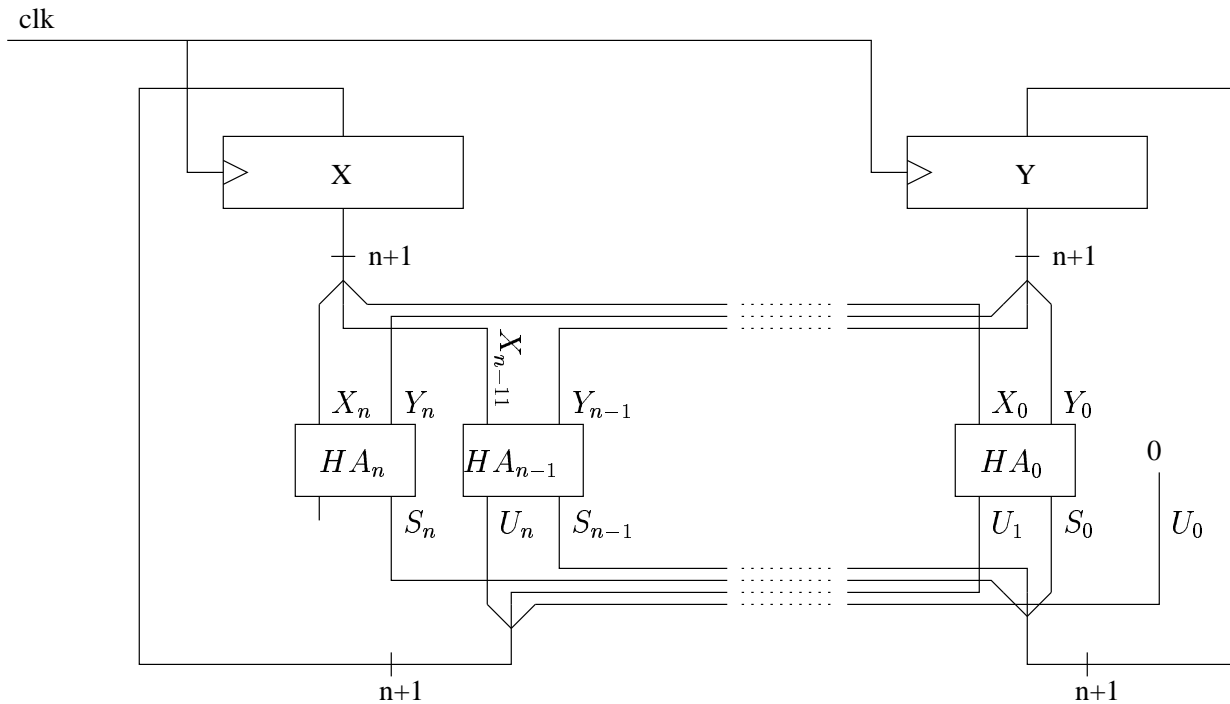 clk
X
Y
n+1
n+1
X_{n-11}
X_n
Y_n
Y_{n-1}
X_0
Y_0
HA_n
HA_{n-1}
HA_0
0
S_n
U_n
S_{n-1}
U_1
S_0
U_0
n+1
n+1